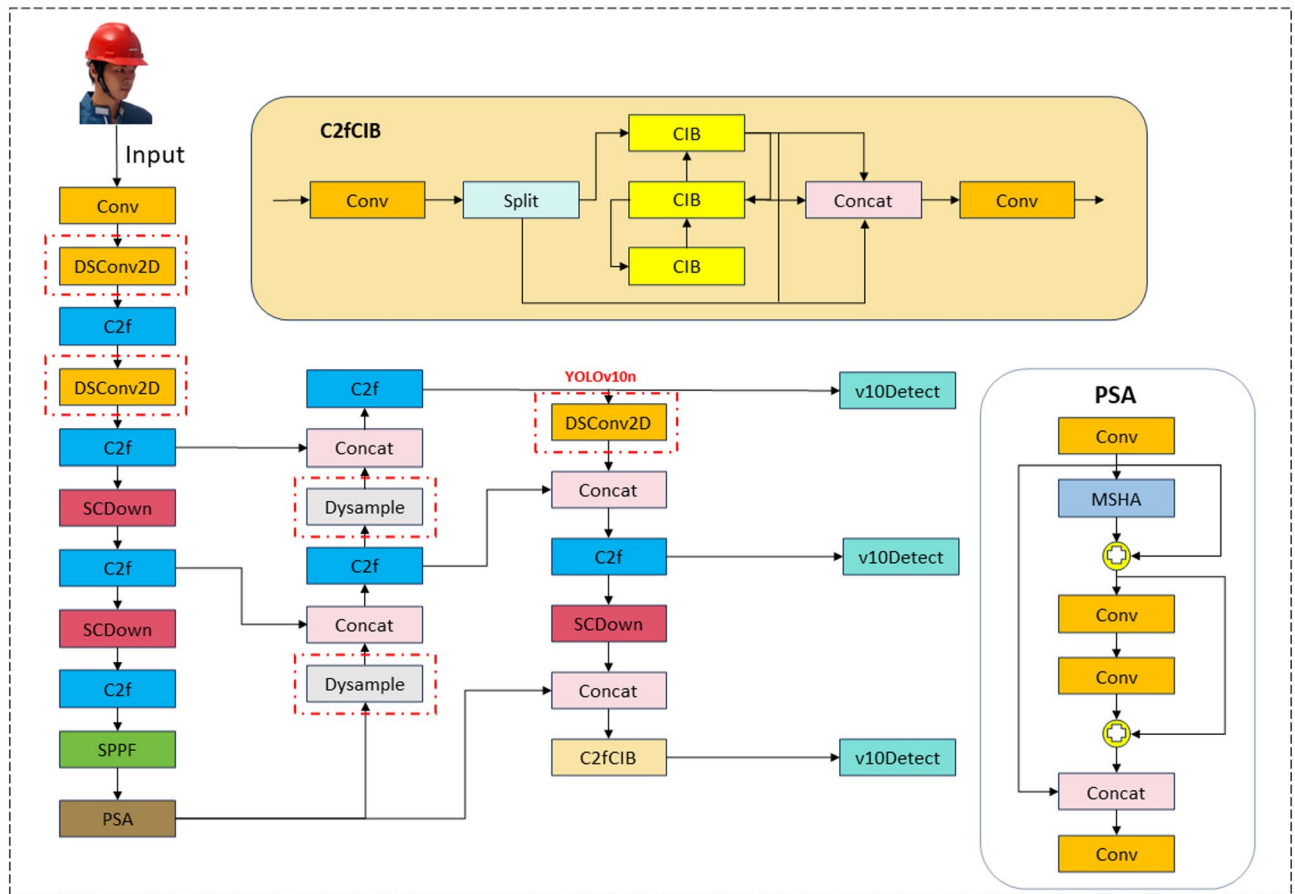 Input
Conv
DSConv2D
C2f
DSConv2D
C2f
SCDown
C2f
SCDown
C2f
SPPF
PSA
C2fCIB
Conv
Split
CIB
CIB
CIB
Concat
Conv
C2f
Concat
Dysample
C2f
Concat
Dysample
YOLOv10n
DSConv2D
Concat
C2f
SCDown
Concat
C2fCIB
v10Detect
v10Detect
v10Detect
PSA
Conv
MSHA
Conv
Conv
Concat
Conv